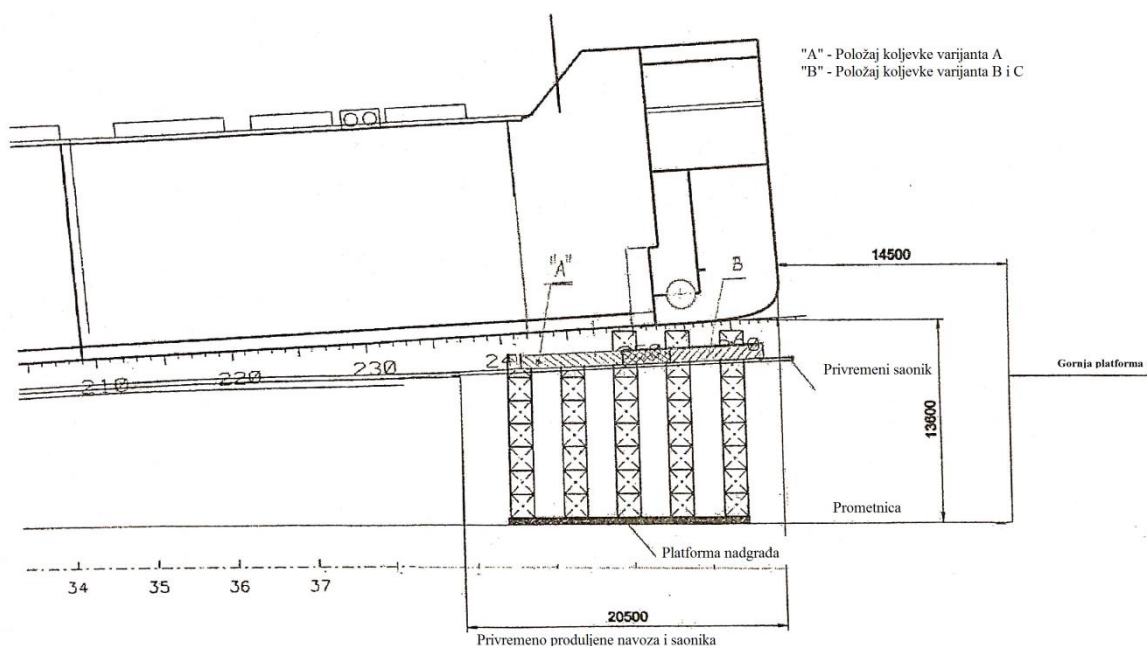 "A" - Položaj koljevke varijanta A
"B" - Položaj koljevke varijanta B i C
14500
"A"
B
210
220
230
Privremeni saonik
Gornja platforma
13600
Prometnica
Platforma nadgrađa
34
35
36
37
20500
Privremeno produljene navoza i saonika